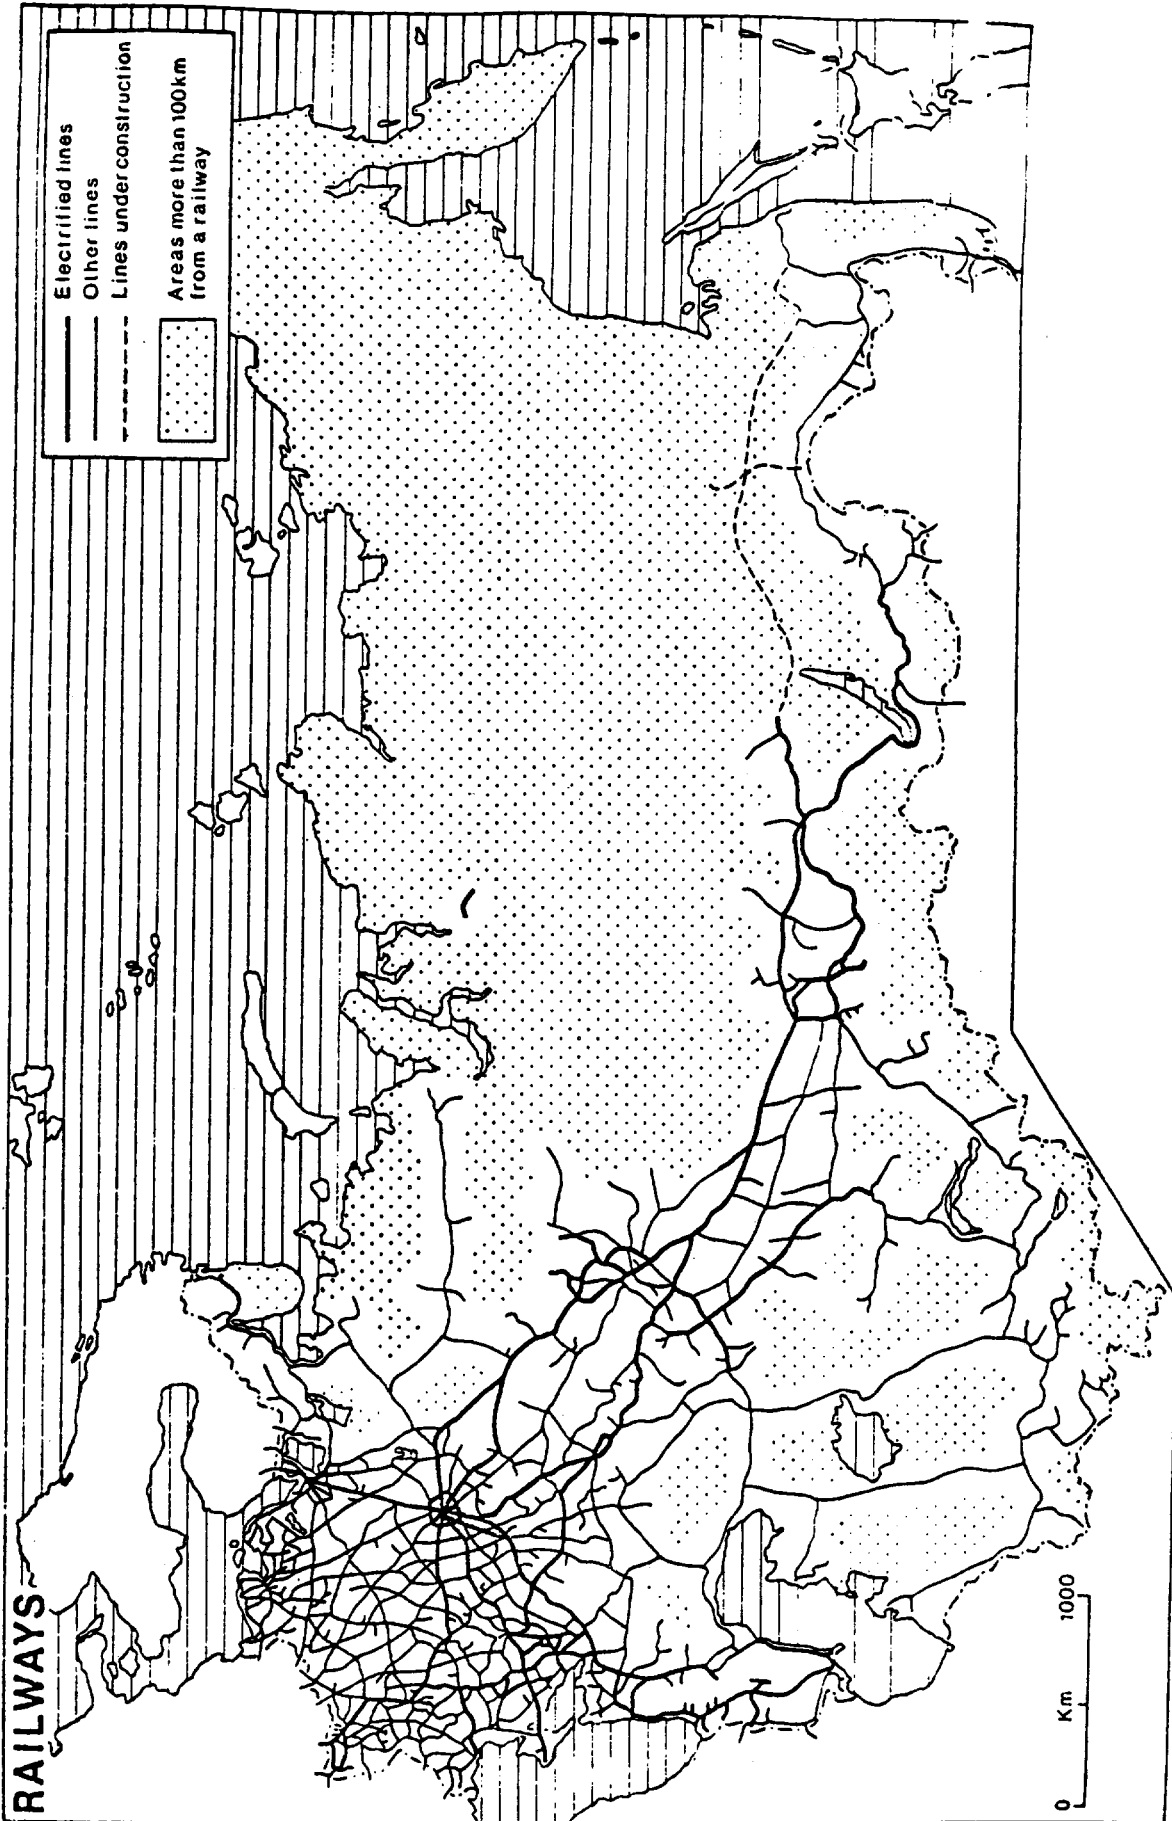 RAILWAYS
Electrified lines
Other lines
Lines under construction
Areas more than 100km
from a railway
0 Km 1000